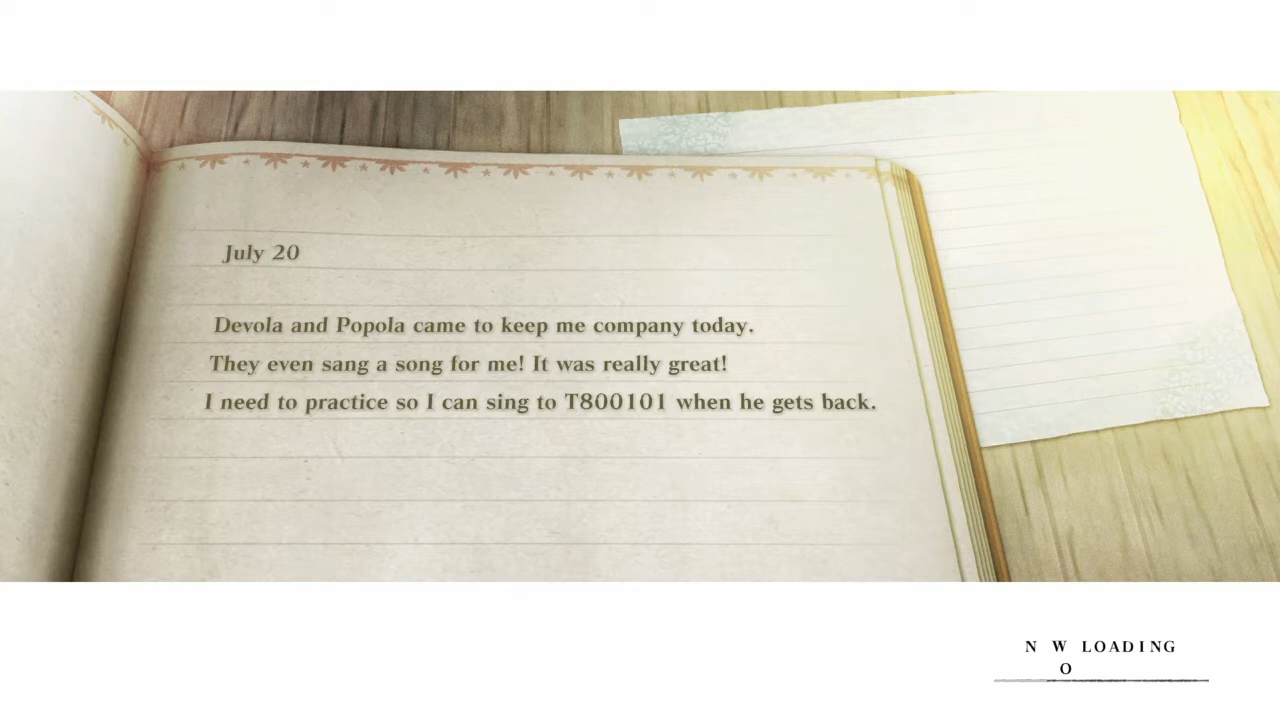 July 20
Devola and Popola came to keep me company today.
They even sang a song for me! It was really great!
I need to practice so I can sing to T800101 when he gets back.
N W LOADING
O